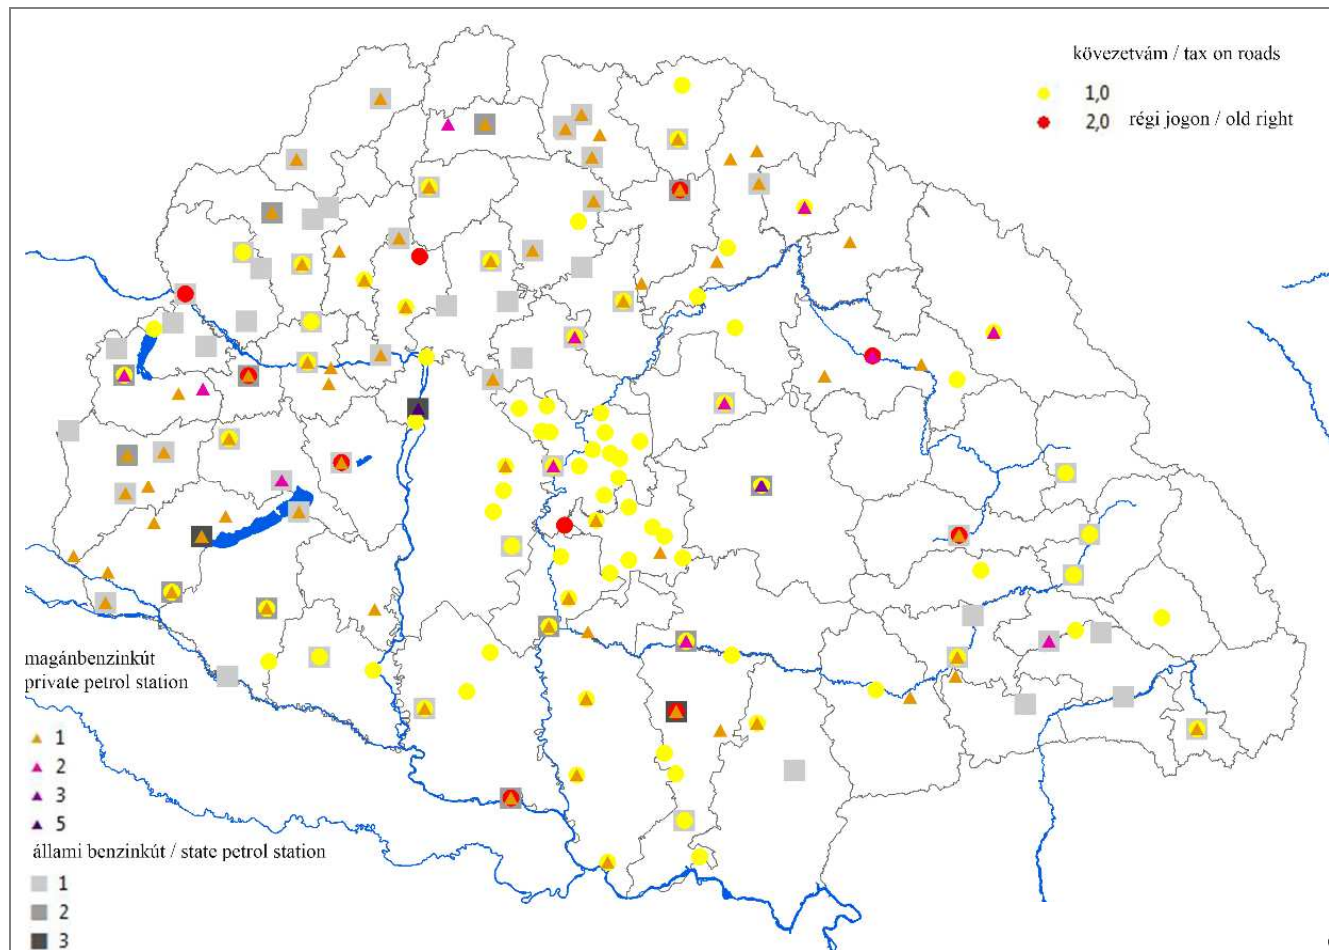 kövezetvám / tax on roads
1,0
2,0 régi jogon / old right
magánbenzinkút
private petrol station
1
2
3
5
állami benzinkút / state petrol station
1
2
3